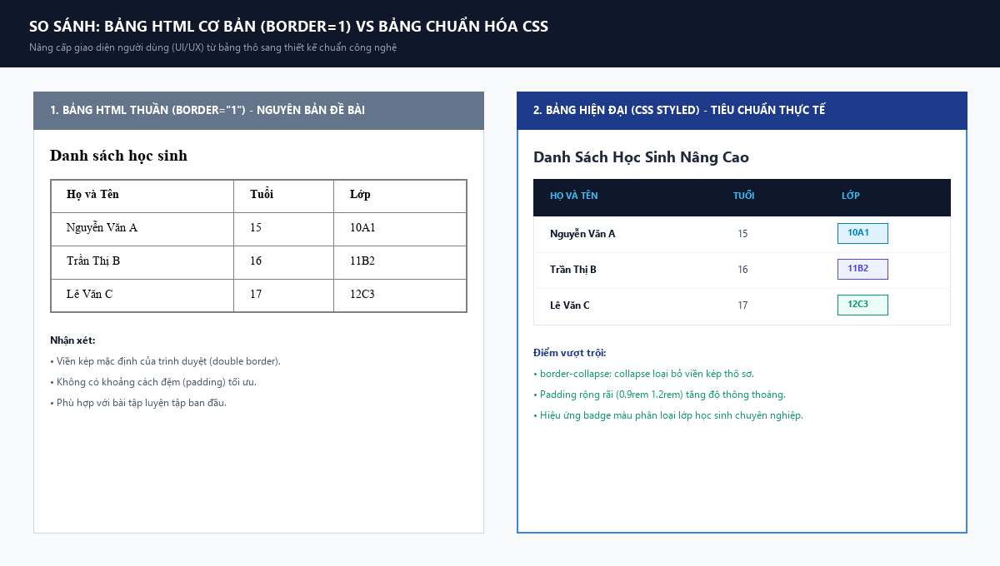 SO SÁNH: BẢNG HTML CƠ BẢN (BORDER=1) VS BẢNG CHUẨN HÓA CSS
Nâng cấp giao diện người dùng (UI/UX) từ bảng thô sang thiết kế chuẩn công nghệ
1. BẢNG HTML THUẦN (BORDER="1") - NGUYÊN BẢN ĐỀ BÀI
Danh sách học sinh
Họ và Tên Tuổi Lớp
Nguyễn Văn A 15 10A1
Trần Thị B 16 11B2
Lê Văn C 17 12C3
Nhận xét:
• Viền kép mặc định của trình duyệt (double border).
• Không có khoảng cách đệm (padding) tối ưu.
• Phù hợp với bài tập luyện tập ban đầu.
2. BẢNG HIỆN ĐẠI (CSS STYLED) - TIÊU CHUẨN THỰC TẾ
Danh Sách Học Sinh Nâng Cao
HỌ VÀ TÊN TUỔI LỚP
Nguyễn Văn A 15 10A1
Trần Thị B 16 11B2
Lê Văn C 17 12C3
Điểm vượt trội:
• border-collapse: collapse loại bỏ viền kép thô sơ.
• Padding rộng rãi (0.9rem 1.2rem) tăng độ thông thoáng.
• Hiệu ứng badge màu phân loại lớp học sinh chuyên nghiệp.